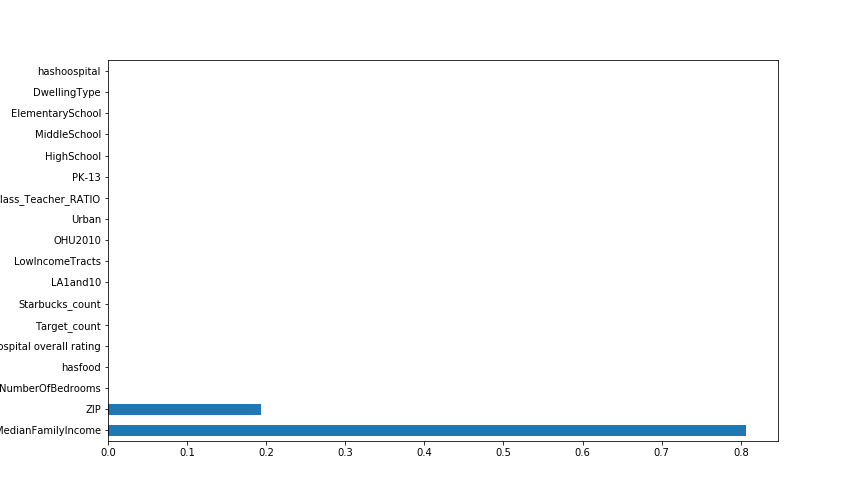 hashoospital
DwellingType
ElementarySchool
MiddleSchool
HighSchool
PK-13
lass_Teacher_RATIO
Urban
OHU2010
LowIncomeTracts
LA1and10
Starbucks_count
Target_count
ospital overall rating
hasfood
NumberOfBedrooms
ZIP
MedianFamilyIncome
0.0 0.1 0.2 0.3 0.4 0.5 0.6 0.7 0.8